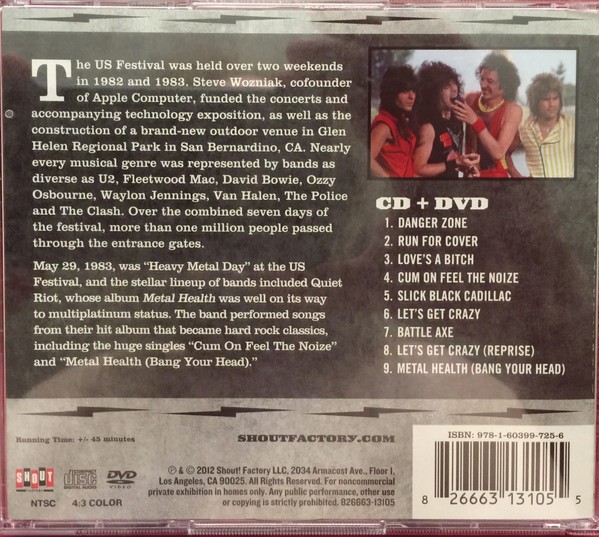 The US Festival was held over two weekends
in 1982 and 1983. Steve Wozniak, cofounder
of Apple Computer, funded the concerts and
accompanying technology exposition, as well as the
construction of a brand-new outdoor venue in Glen
Helen Regional Park in San Bernardino, CA. Nearly
every musical genre was represented by bands as
diverse as U2, Fleetwood Mac, David Bowie, Ozzy
Osbourne, Waylon Jennings, Van Halen, The Police
and The Clash. Over the combined seven days of
the festival, more than one million people passed
through the entrance gates.
May 29, 1983, was “Heavy Metal Day” at the US
Festival, and the stellar lineup of bands included Quiet
Riot, whose album Metal Health was well on its way
to multiplatinum status. The band performed songs
from their hit album that became hard rock classics,
including the huge singles “Cum On Feel The Noize”
and “Metal Health (Bang Your Head).”
CD + DVD
1. DANGER ZONE
2. RUN FOR COVER
3. LOVE'S A BITCH
4. CUM ON FEEL THE NOIZE
5. SLICK BLACK CADILLAC
6. LET'S GET CRAZY
7. BATTLE AXE
8. LET'S GET CRAZY (REPRISE)
9. METAL HEALTH (BANG YOUR HEAD)
Running Time: +/- 45 minutes
SHOUTFACTORY.COM
SHOUT
COMPACT disc DIGITAL AUDIO
DVD VIDEO
NTSC 4:3 COLOR
℗ & © 2012 Shout! Factory LLC, 2034 Armacost Ave., Floor 1,
Los Angeles, CA 90025. All Rights Reserved. For noncommercial
private exhibition in homes only. Any public performance, other use
or copying is strictly prohibited. 826663-13105
ISBN: 978-1-60399-725-6
8 26663 13105 5